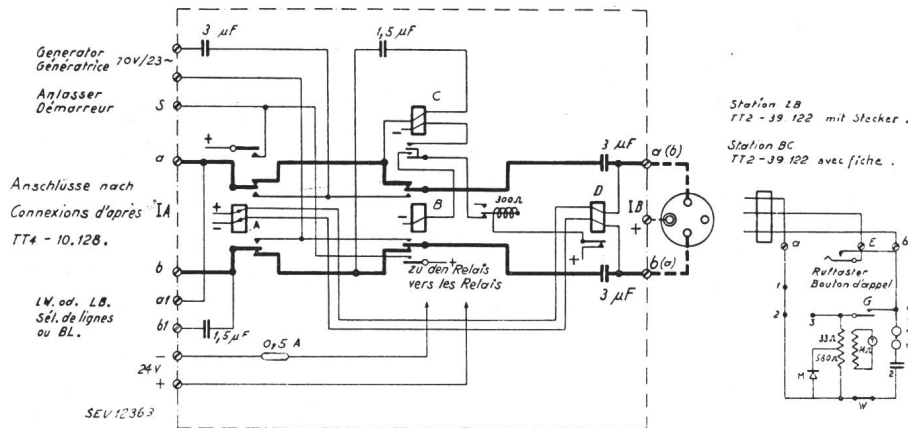 Generator
Génératrice 70V/23~
Anlasser
Démarreur S
3 µF
1,5 µF
C
+
-
a
Anschlüsse nach
Connexions d'après
TT4 - 10.128.
IA
+
-
A
B
-
300Ω
D
3 µF
a (b)
IB
+
b (a)
3 µF
+
+
zu den Relais
vers les Relais
b
a1
b1
LW. od. LB.
Sél. de lignes
ou BL.
1,5 µF
0,5 A
-
24V
+
SEV 12363
Station ZB
TT2 - 39.122 mit Stecker.
Station BC
TT2 - 39.122 avec fiche.
a
E
Ruftaster
Bouton d'appel
1
2
3
G
33Ω
560Ω
M
2
W